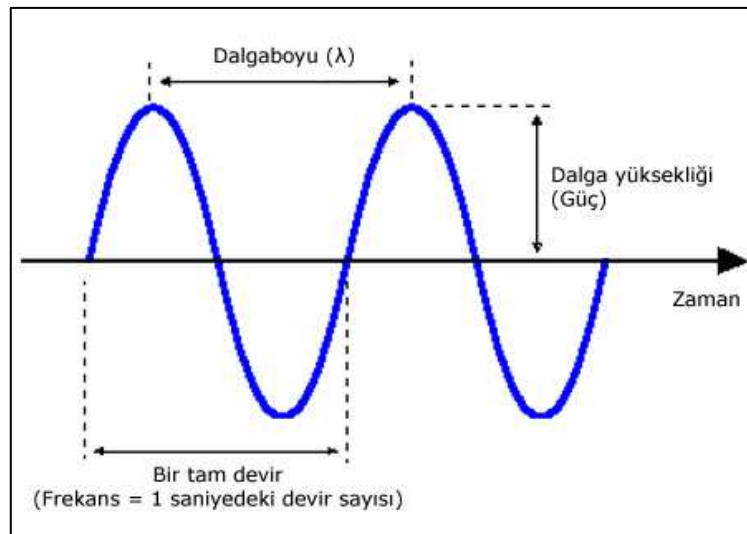 Dalgaboyu (λ)
Dalga yüksekliği
(Güç)
Zaman
Bir tam devir
(Frekans = 1 saniyedeki devir sayısı)